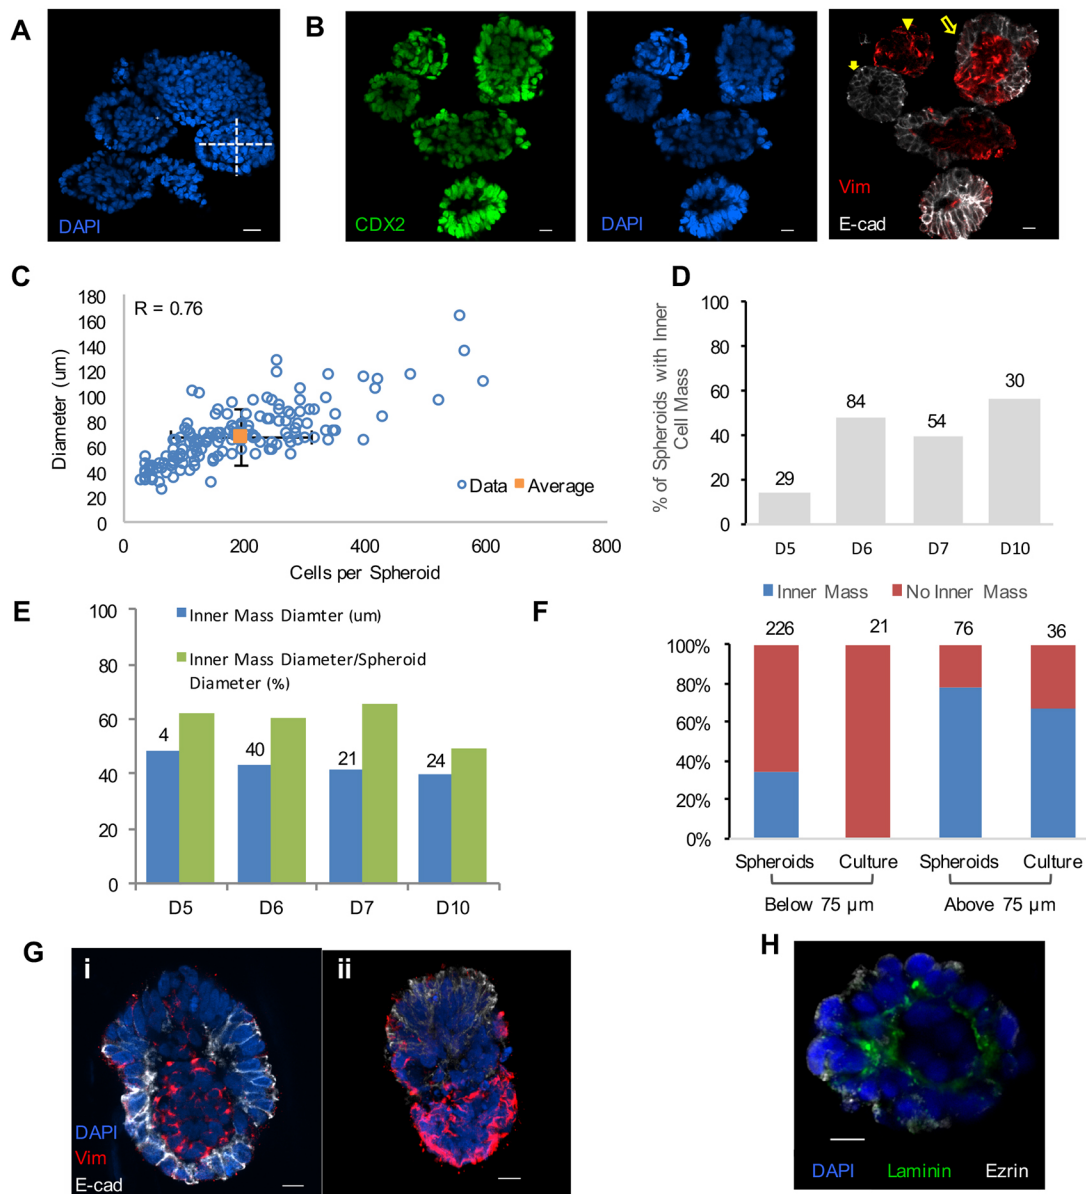 A
DAPI
B
CDX2
DAPI
Vim
E-cad
C
R = 0.76
Diameter (um)
180
160
140
120
100
80
60
40
20
0
0
200
400
600
800
Cells per Spheroid
Data
Average
D
% of Spheroids with Inner
Cell Mass
100
80
60
40
20
0
29
84
54
30
D5
D6
D7
D10
E
100
80
60
40
20
0
Inner Mass Diamter (um)
Inner Mass Diameter/Spheroid
Diameter (%)
4
40
21
24
D5
D6
D7
D10
F
Inner Mass
No Inner Mass
226
21
76
36
100%
80%
60%
40%
20%
0%
Spheroids
Culture
Spheroids
Culture
Below 75 µm
Above 75 µm
G
i
DAPI
Vim
E-cad
ii
H
DAPI
Laminin
Ezrin